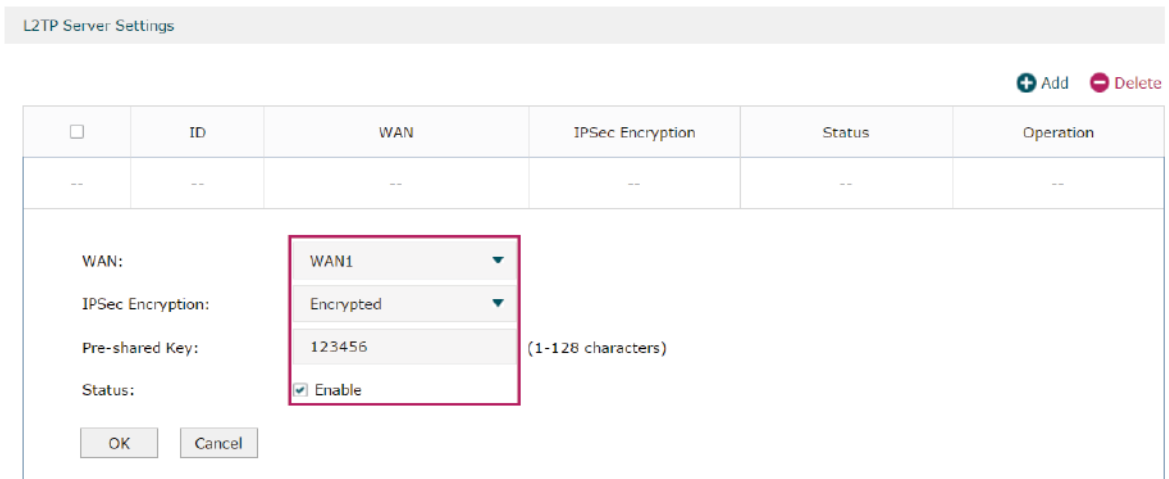 L2TP Server Settings
Add Delete
ID WAN IPSec Encryption Status Operation
-- -- -- -- -- --
WAN: WAN1
IPSec Encryption: Encrypted
Pre-shared Key: 123456 (1-128 characters)
Status: Enable
OK Cancel